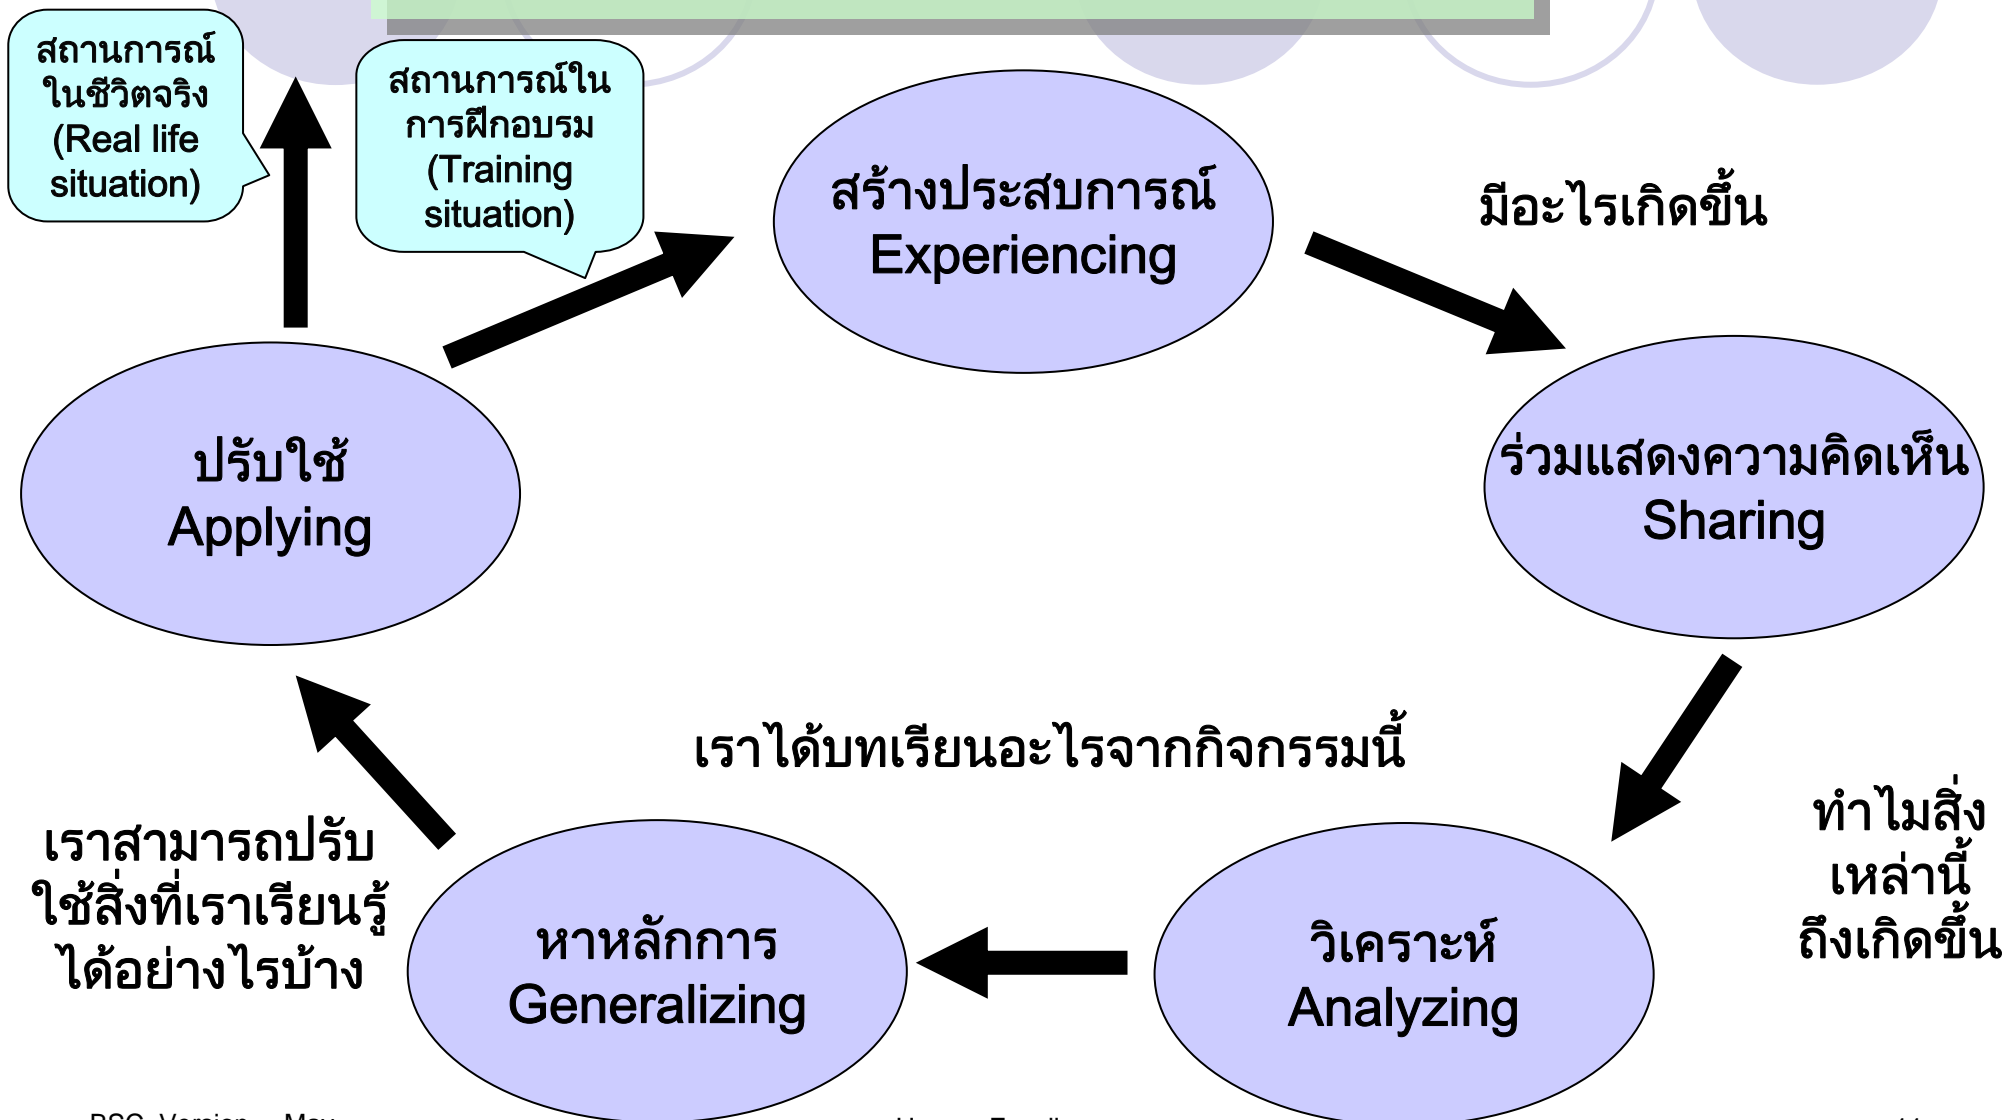 สถานการณ์
ในชีวิตจริง
(Real life
situation)
สถานการณ์ใน
การฝึกอบรม
(Training
situation)
สร้างประสบการณ์
Experiencing
มีอะไรเกิดขึ้น
ปรับใช้
Applying
ร่วมแสดงความคิดเห็น
Sharing
เราได้บทเรียนอะไรจากกิจกรรมนี้
ทำไมสิ่ง
เหล่านี้
ถึงเกิดขึ้น
เราสามารถปรับ
ใช้สิ่งที่เราเรียนรู้
ได้อย่างไรบ้าง
หาหลักการ
Generalizing
วิเคราะห์
Analyzing